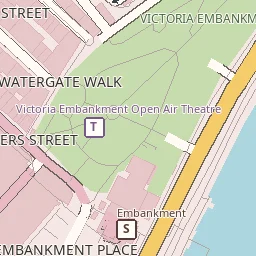 STREET
VICTORIA EMBANKM
WATERGATE WALK
Victoria Embankment Open Air Theatre
T
ERS STREET
Embankment
S
EMBANKMENT PLACE